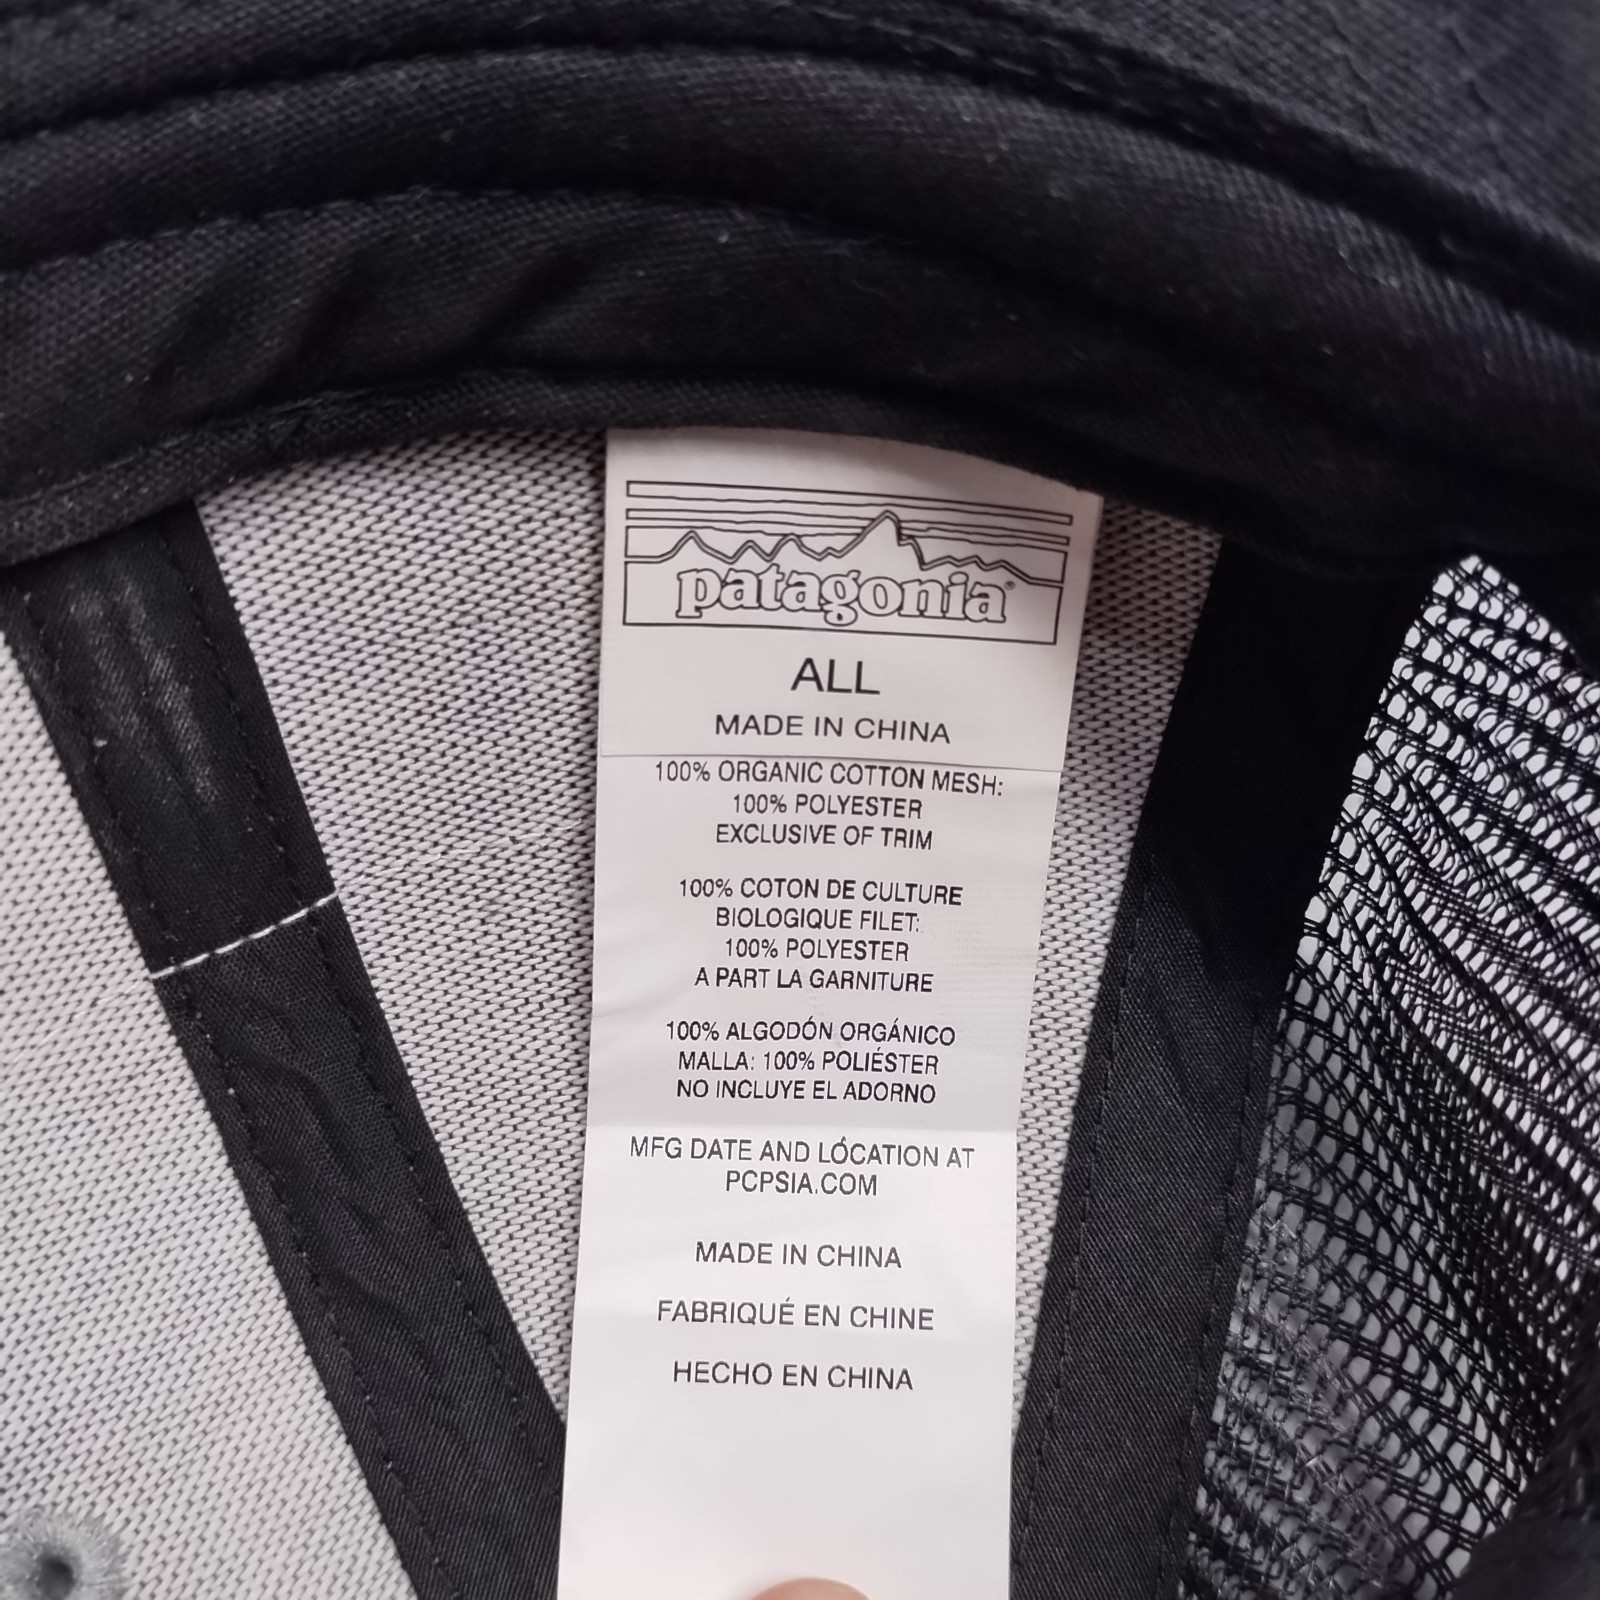 patagonia®
ALL
MADE IN CHINA
100% ORGANIC COTTON MESH:
100% POLYESTER
EXCLUSIVE OF TRIM
100% COTON DE CULTURE
BIOLOGIQUE FILET:
100% POLYESTER
A PART LA GARNITURE
100% ALGODÓN ORGÁNICO
MALLA: 100% POLIÉSTER
NO INCLUYE EL ADORNO
MFG DATE AND LÓCATION AT
PCPSIA.COM
MADE IN CHINA
FABRIQUÉ EN CHINE
HECHO EN CHINA